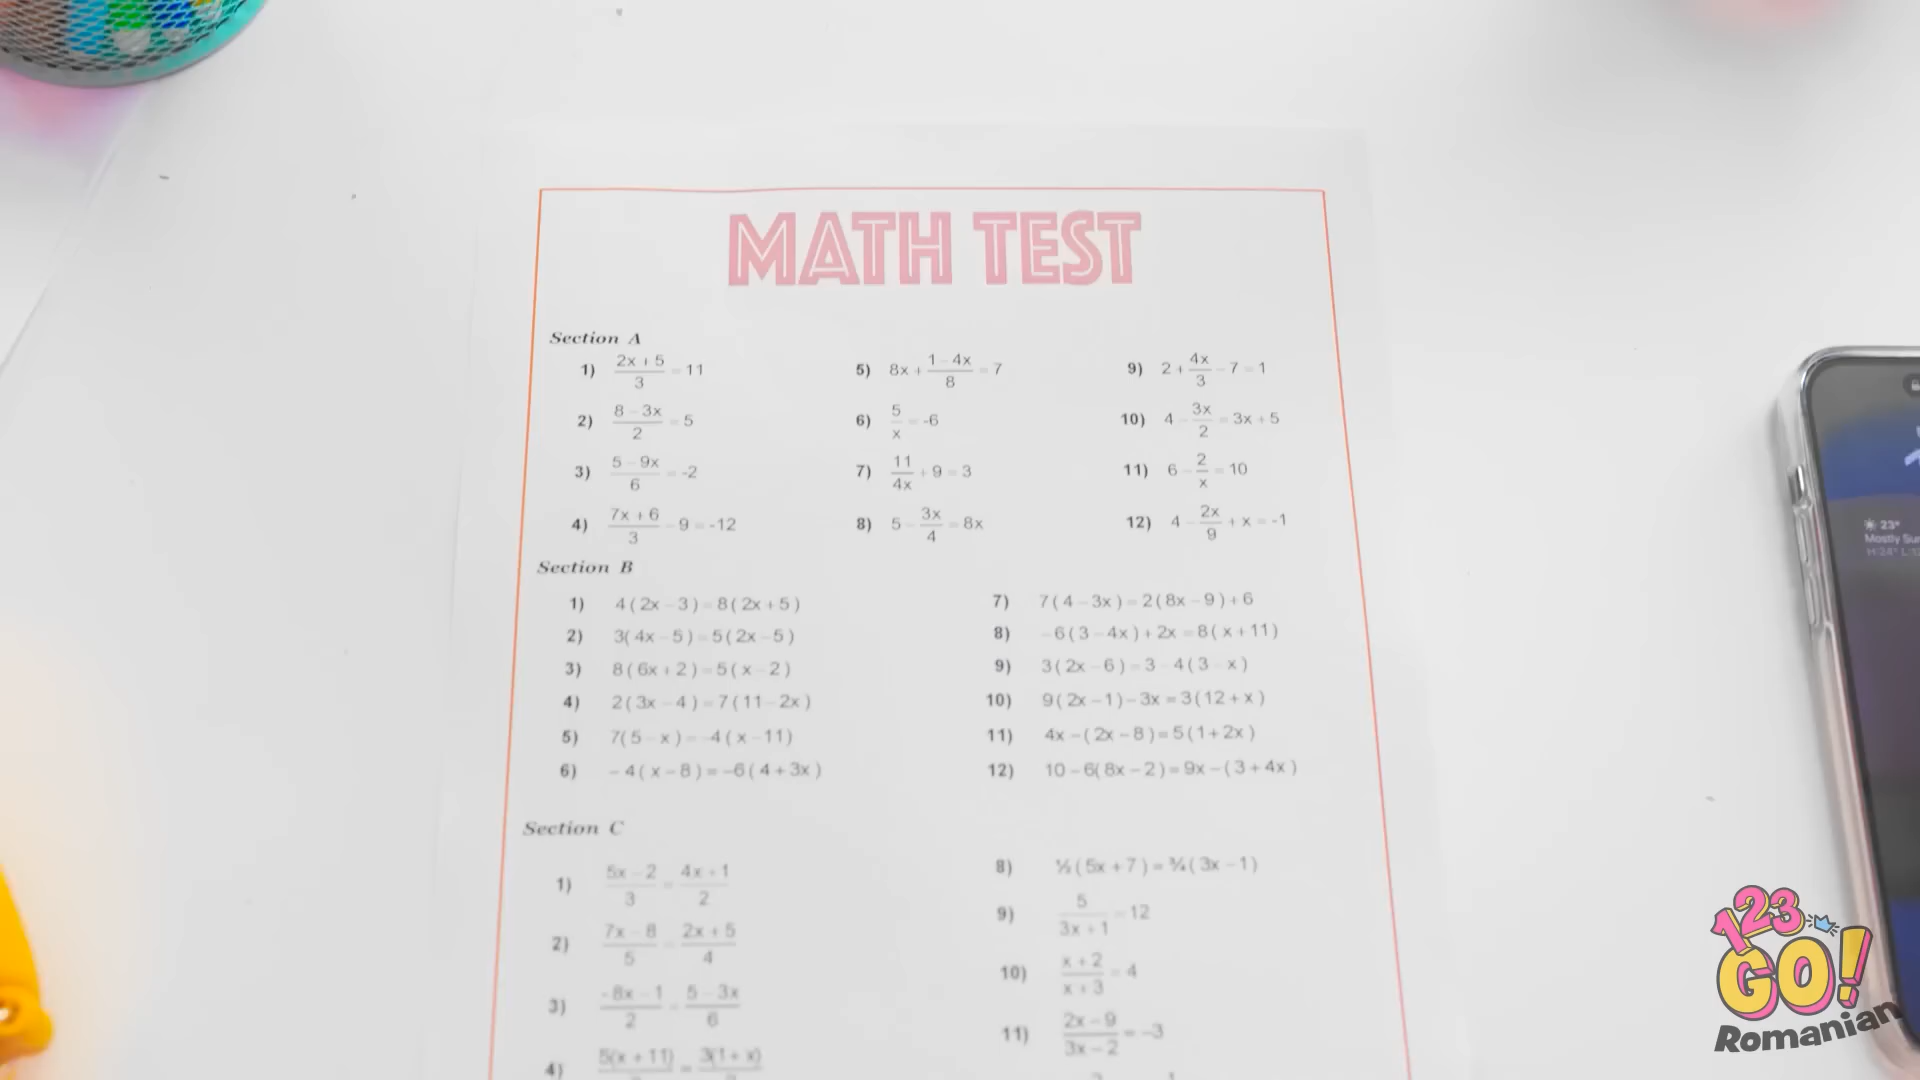 MATH TEST
Section A
1) (2x + 5)/3 = 11
2) (8 - 3x)/2 = 5
3) (5 - 9x)/6 = -2
4) (7x + 6)/3 - 9 = -12
5) 8x + (1 - 4x)/8 = 7
6) 5/x = -6
7) 11/4x + 9 = 3
8) 5 - 3x/4 = 8x
9) 2 + 4x/3 - 7 = 1
10) 4 - 3x/2 = 3x + 5
11) 6 - 2/x = 10
12) 4 - 2x/9 + x = -1
Section B
1) 4( 2x - 3 ) = 8( 2x + 5 )
2) 3( 4x - 5 ) = 5( 2x - 5 )
3) 8( 6x + 2 ) = 5( x - 2 )
4) 2( 3x - 4 ) = 7( 11 - 2x )
5) 7( 5 - x ) = -4( x - 11 )
6) - 4( x - 8 ) = -6( 4 + 3x )
7) 7( 4 - 3x ) = 2( 8x - 9 ) + 6
8) -6( 3 - 4x ) + 2x = 8( x + 11 )
9) 3( 2x - 6 ) = 3 - 4( 3 - x )
10) 9( 2x - 1 ) - 3x = 3( 12 + x )
11) 4x - ( 2x - 8 ) = 5( 1 + 2x )
12) 10 - 6( 8x - 2 ) = 9x - ( 3 + 4x )
Section C
1) (5x - 2)/3 = (4x + 1)/2
2) (7x - 8)/5 = (2x + 5)/4
3) (-8x - 1)/2 = (5 - 3x)/6
4) 5(x + 11) = 3(1 + x)
8) ½( 5x + 7 ) = ¾( 3x - 1 )
9) 5/(3x + 1) = 12
10) (x + 2)/(x + 3) = 4
11) (2x - 9)/(3x - 2) = -3
23°
Mostly Sun
123
GO!
Romanian